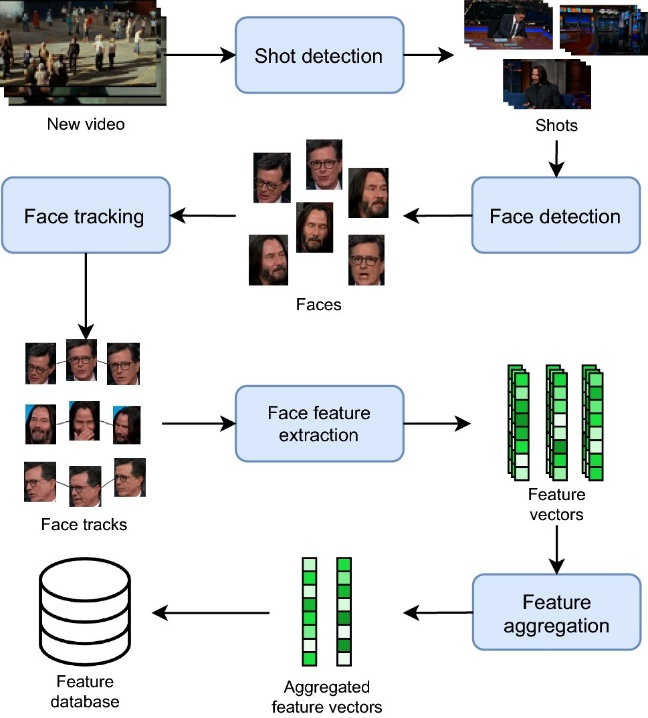 Shot detection
New video
Shots
Face tracking
Face detection
Faces
Face feature
extraction
Face tracks
Feature
vectors
Feature
aggregation
Feature
database
Aggregated
feature vectors